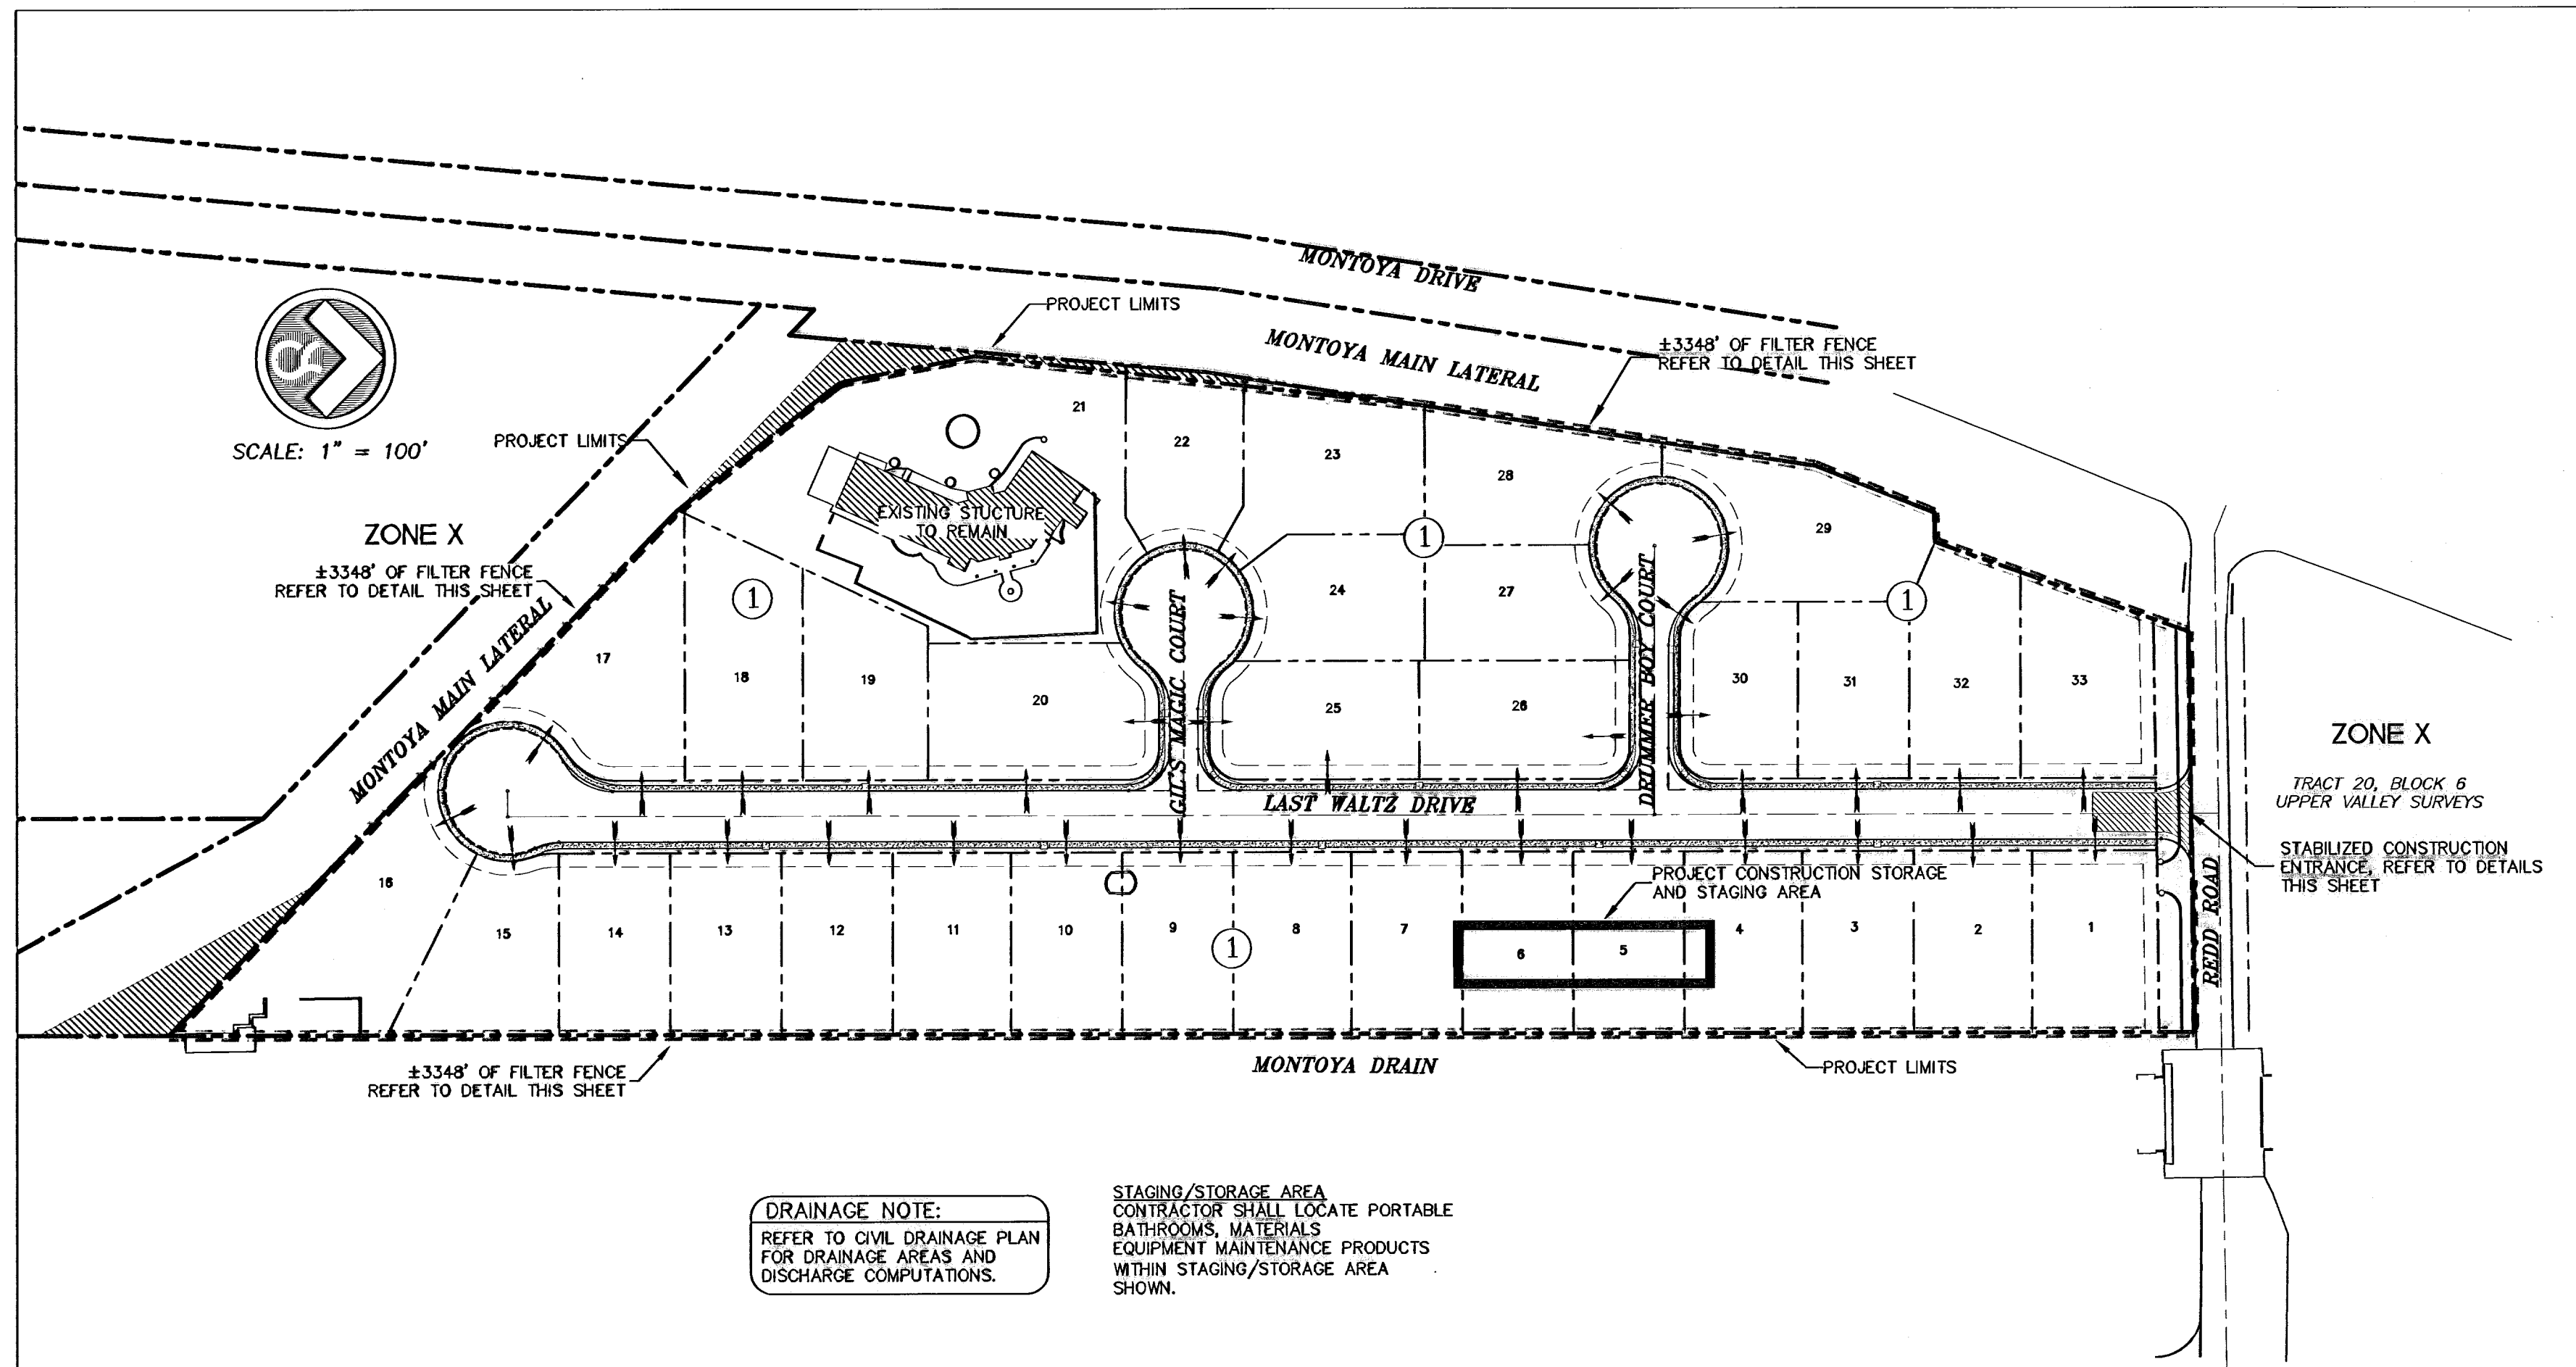 MONTOYA DRIVE
PROJECT LIMITS
MONTOYA MAIN LATERAL
±3348' OF FILTER FENCE
REFER TO DETAIL THIS SHEET
SCALE: 1" = 100'
PROJECT LIMITS
21
22
23
28
29
EXISTING STUCTURE
TO REMAIN
1
ZONE X
±3348' OF FILTER FENCE
REFER TO DETAIL THIS SHEET
1
24
27
1
MONTOYA MAIN LATERAL
17
18
19
20
GIL'S MAGIC COURT
25
26
DRUMMER BOY COURT
30
31
32
33
ZONE X
TRACT 20, BLOCK 6
UPPER VALLEY SURVEYS
LAST WALTZ DRIVE
STABILIZED CONSTRUCTION
ENTRANCE, REFER TO DETAILS
THIS SHEET
PROJECT CONSTRUCTION STORAGE
AND STAGING AREA
REDD ROAD
16
15
14
13
12
11
10
9
1
8
7
6
5
4
3
2
1
±3348' OF FILTER FENCE
REFER TO DETAIL THIS SHEET
MONTOYA DRAIN
PROJECT LIMITS
DRAINAGE NOTE:
REFER TO CIVIL DRAINAGE PLAN
FOR DRAINAGE AREAS AND
DISCHARGE COMPUTATIONS.
STAGING/STORAGE AREA
CONTRACTOR SHALL LOCATE PORTABLE
BATHROOMS, MATERIALS
EQUIPMENT MAINTENANCE PRODUCTS
WITHIN STAGING/STORAGE AREA
SHOWN.